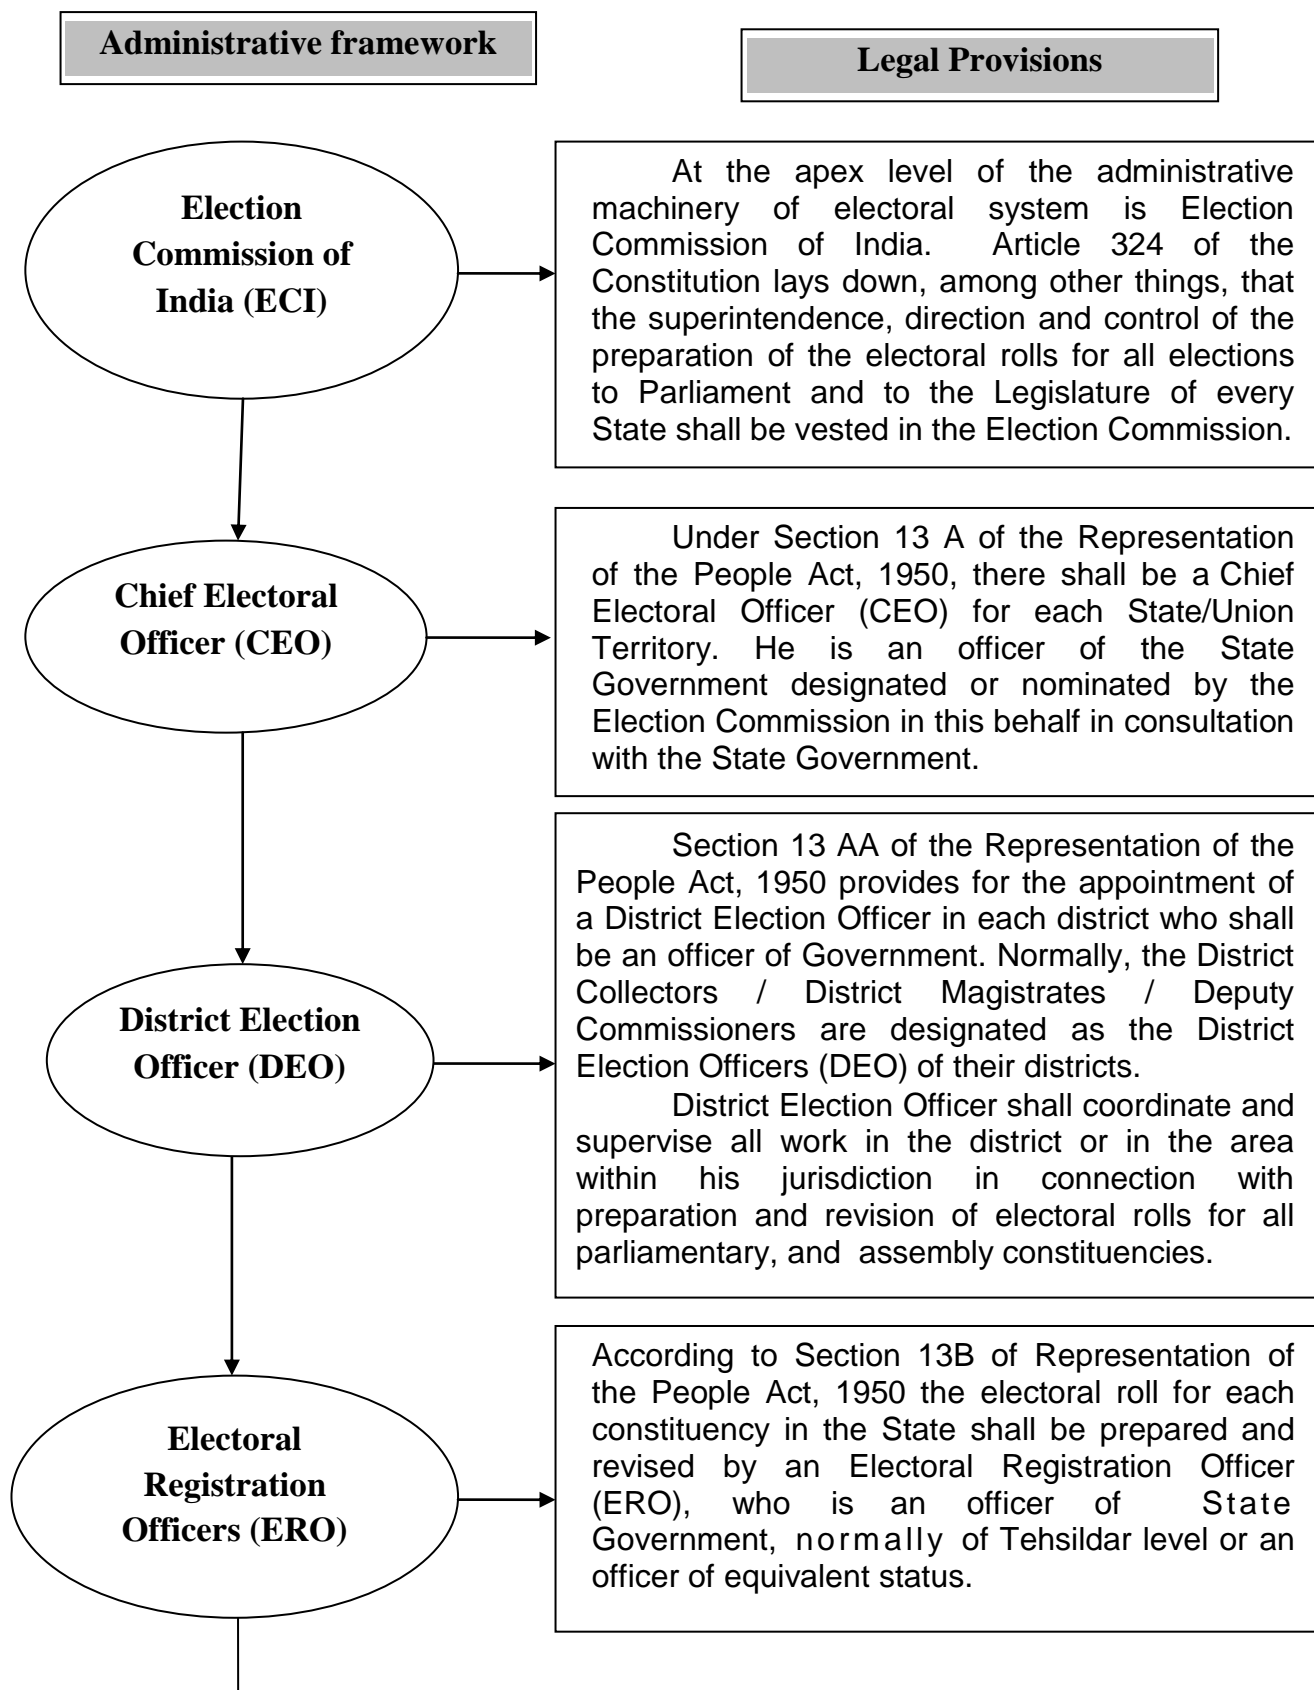 Administrative framework
Legal Provisions
Election
Commission of
India (ECI)
At the apex level of the administrative
machinery of electoral system is Election
Commission of India. Article 324 of the
Constitution lays down, among other things, that
the superintendence, direction and control of the
preparation of the electoral rolls for all elections
to Parliament and to the Legislature of every
State shall be vested in the Election Commission.
Chief Electoral
Officer (CEO)
Under Section 13 A of the Representation
of the People Act, 1950, there shall be a Chief
Electoral Officer (CEO) for each State/Union
Territory. He is an officer of the State
Government designated or nominated by the
Election Commission in this behalf in consultation
with the State Government.
District Election
Officer (DEO)
Section 13 AA of the Representation of the
People Act, 1950 provides for the appointment of
a District Election Officer in each district who shall
be an officer of Government. Normally, the District
Collectors / District Magistrates / Deputy
Commissioners are designated as the District
Election Officers (DEO) of their districts.
District Election Officer shall coordinate and
supervise all work in the district or in the area
within his jurisdiction in connection with
preparation and revision of electoral rolls for all
parliamentary, and assembly constituencies.
Electoral
Registration
Officers (ERO)
According to Section 13B of Representation of
the People Act, 1950 the electoral roll for each
constituency in the State shall be prepared and
revised by an Electoral Registration Officer
(ERO), who is an officer of State
Government, normally of Tehsildar level or an
officer of equivalent status.